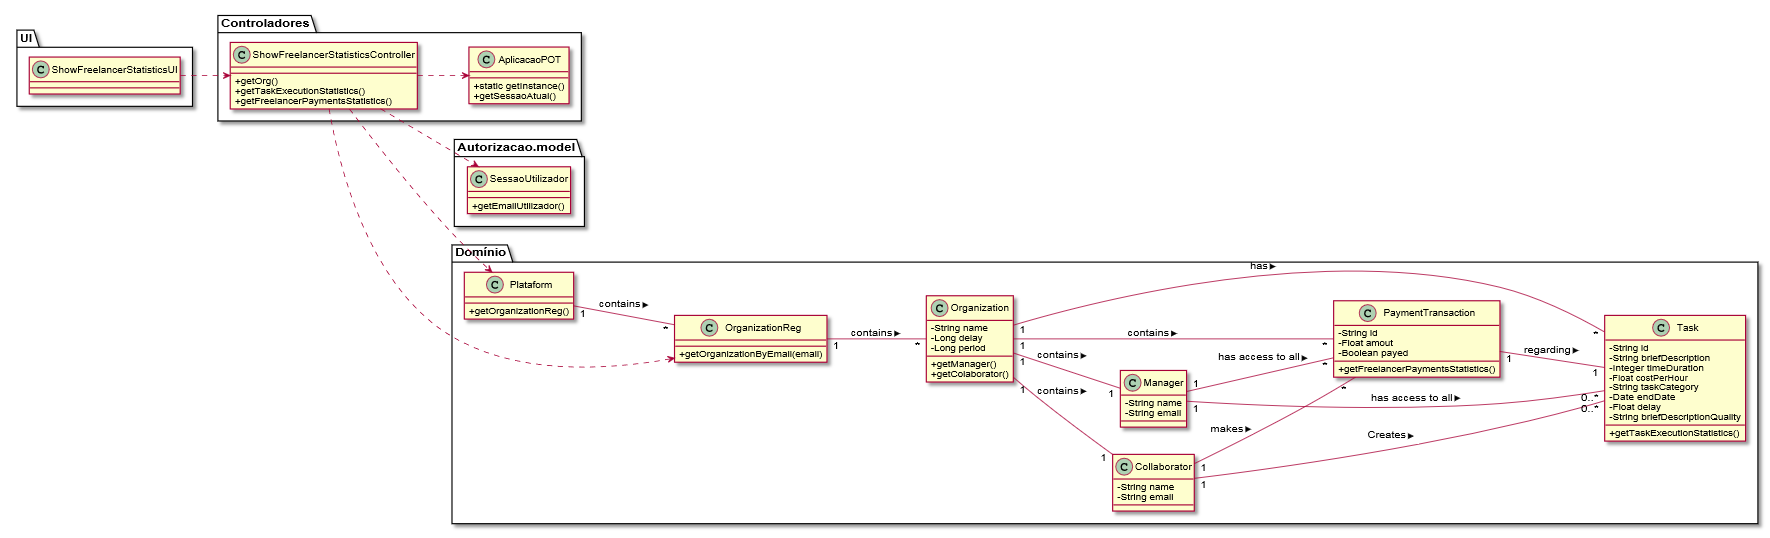 UI
C ShowFreelancerStatisticsUI
Controladores
C ShowFreelancerStatisticsController
+getOrg()
+getTaskExecutionStatistics()
+getFreelancerPaymentsStatistics()
C AplicacaoPOT
+static getInstance()
+getSessaoAtual()
Autorizacao.model
C SessaoUtilizador
+getEmailUtilizador()
Domínio
C Plataform
+getOrganizationReg()
contains
1
*
C OrganizationReg
+getOrganizationByEmail(email)
contains
1
*
C Organization
-String name
-Long delay
-Long period
+getManager()
+getColaborator()
has
1
*
contains
1
*
contains
1
1
contains
1
1
C Manager
-String name
-String email
has access to all
1
*
has access to all
1
0..*
C Collaborator
-String name
-String email
makes
1
*
Creates
1
0..*
C PaymentTransaction
-String id
-Float amout
-Boolean payed
+getFreelancerPaymentsStatistics()
regarding
1
1
C Task
-String id
-String briefDescription
-Integer timeDuration
-Float costPerHour
-String taskCategory
-Date endDate
-Float delay
-String briefDescriptionQuality
+getTaskExecutionStatistics()